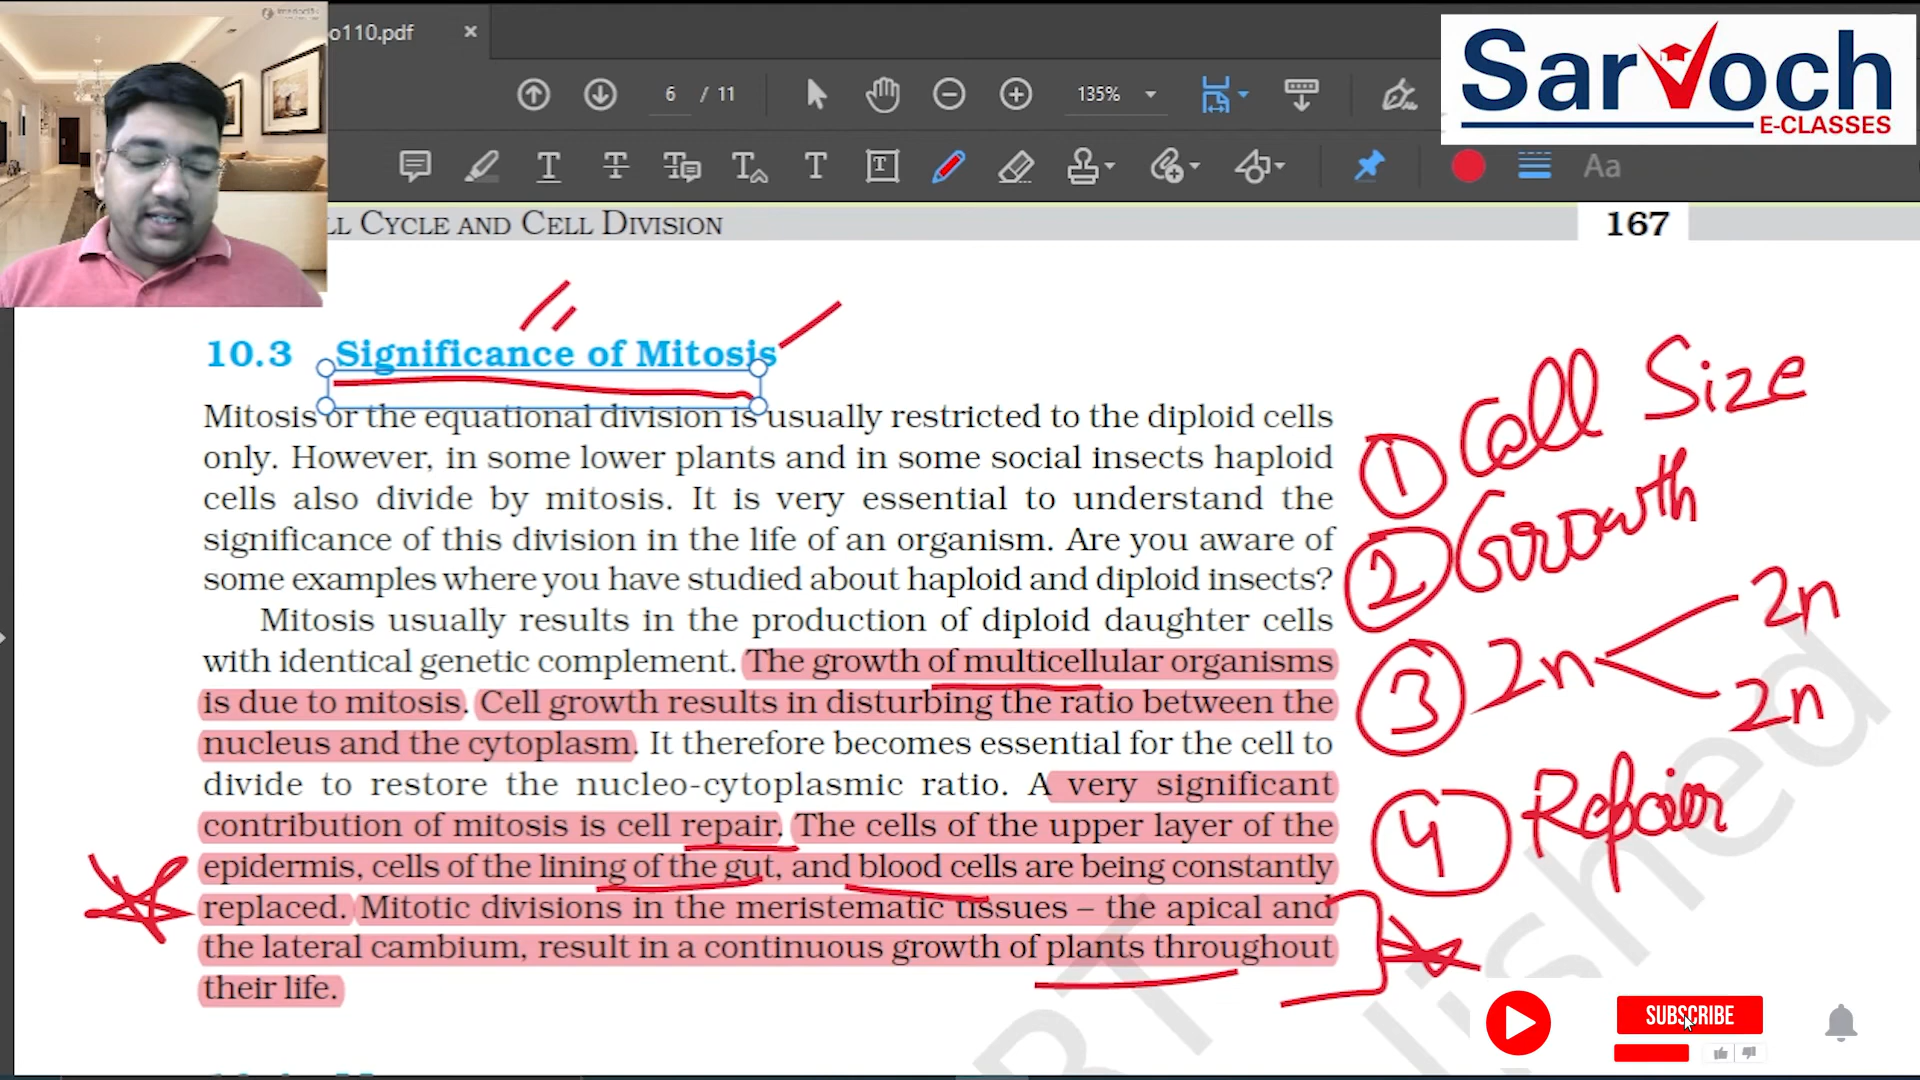 o110.pdf
×
6 / 11
135%
Sarvoch
E-CLASSES
T T T T T T Aa
LL CYCLE AND CELL DIVISION
167
10.3 Significance of Mitosis
Mitosis or the equational division is usually restricted to the diploid cells
only. However, in some lower plants and in some social insects haploid
cells also divide by mitosis. It is very essential to understand the
significance of this division in the life of an organism. Are you aware of
some examples where you have studied about haploid and diploid insects?
Mitosis usually results in the production of diploid daughter cells
with identical genetic complement. The growth of multicellular organisms
is due to mitosis. Cell growth results in disturbing the ratio between the
nucleus and the cytoplasm. It therefore becomes essential for the cell to
divide to restore the nucleo-cytoplasmic ratio. A very significant
contribution of mitosis is cell repair. The cells of the upper layer of the
epidermis, cells of the lining of the gut, and blood cells are being constantly
replaced. Mitotic divisions in the meristematic tissues – the apical and
the lateral cambium, result in a continuous growth of plants throughout
their life.
1 Cell Size
2 Growth
3 2n 2n
2n
4 Repair
SUBSCRIBE